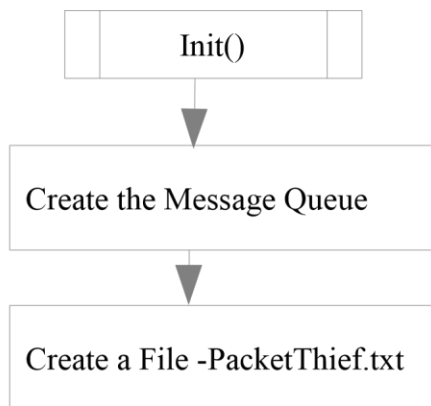 Init()
Create the Message Queue
Create a File -PacketThief.txt